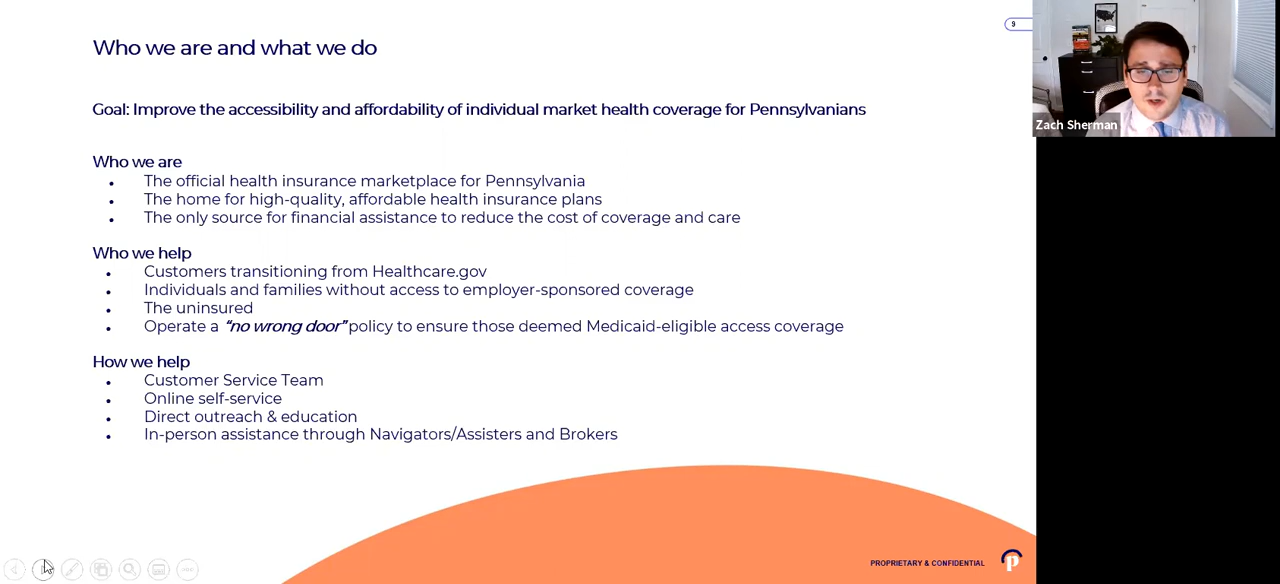 9
Who we are and what we do
Goal: Improve the accessibility and affordability of individual market health coverage for Pennsylvanians
Who we are
• The official health insurance marketplace for Pennsylvania
• The home for high-quality, affordable health insurance plans
• The only source for financial assistance to reduce the cost of coverage and care
Who we help
• Customers transitioning from Healthcare.gov
• Individuals and families without access to employer-sponsored coverage
• The uninsured
• Operate a “no wrong door” policy to ensure those deemed Medicaid-eligible access coverage
How we help
• Customer Service Team
• Online self-service
• Direct outreach & education
• In-person assistance through Navigators/Assisters and Brokers
PROPRIETARY & CONFIDENTIAL
p
Zach Sherman